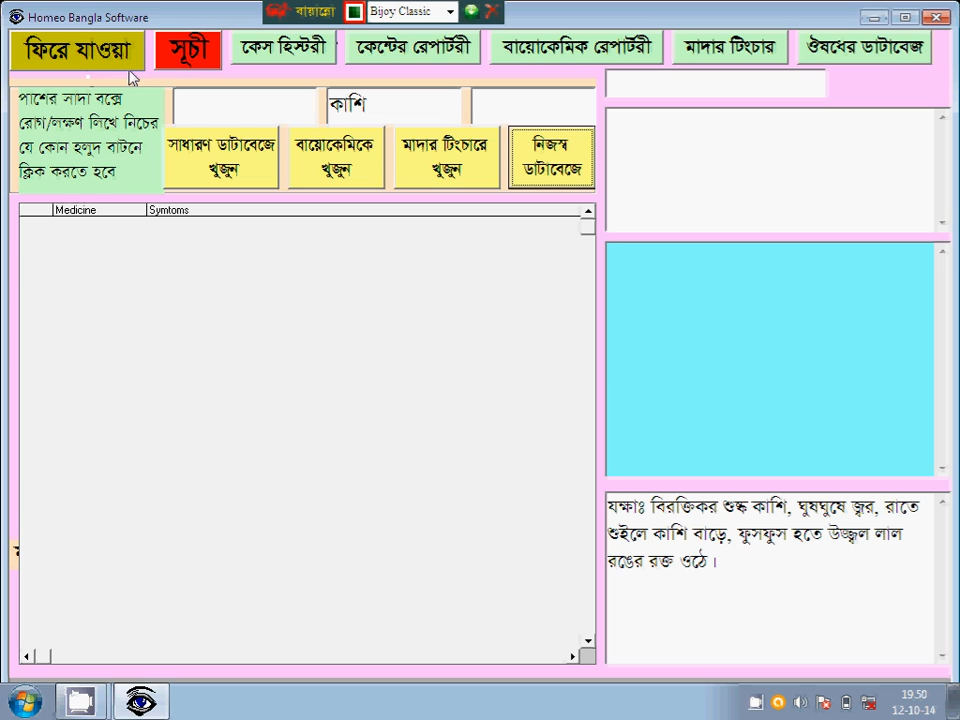 Homeo Bangla Software
বায়ান্নো
Bijoy Classic
ফিরে যাওয়া
সূচী
কেস হিস্টরী
কেন্টের রেপার্টরী
বায়োকেমিক রেপার্টরী
মাদার টিংচার
ঔষধের ডাটাবেজ
পাশের সাদা বক্সে
রোগ/লক্ষণ লিখে নিচের
যে কোন হলুদ বাটনে
ক্লিক করতে হবে
কাশি
সাধারণ ডাটাবেজে
খুজুন
বায়োকেমিকে
খুজুন
মাদার টিংচারে
খুজুন
নিজস্ব
ডাটাবেজে
Medicine
Symtoms
যক্ষাঃ বিরক্তিকর শুষ্ক কাশি, ঘুষঘুষে জ্বর, রাতে
শুইলে কাশি বাড়ে, ফুসফুস হতে উজ্জ্বল লাল
রঙের রক্ত ওঠে।
19.50
12-10-14